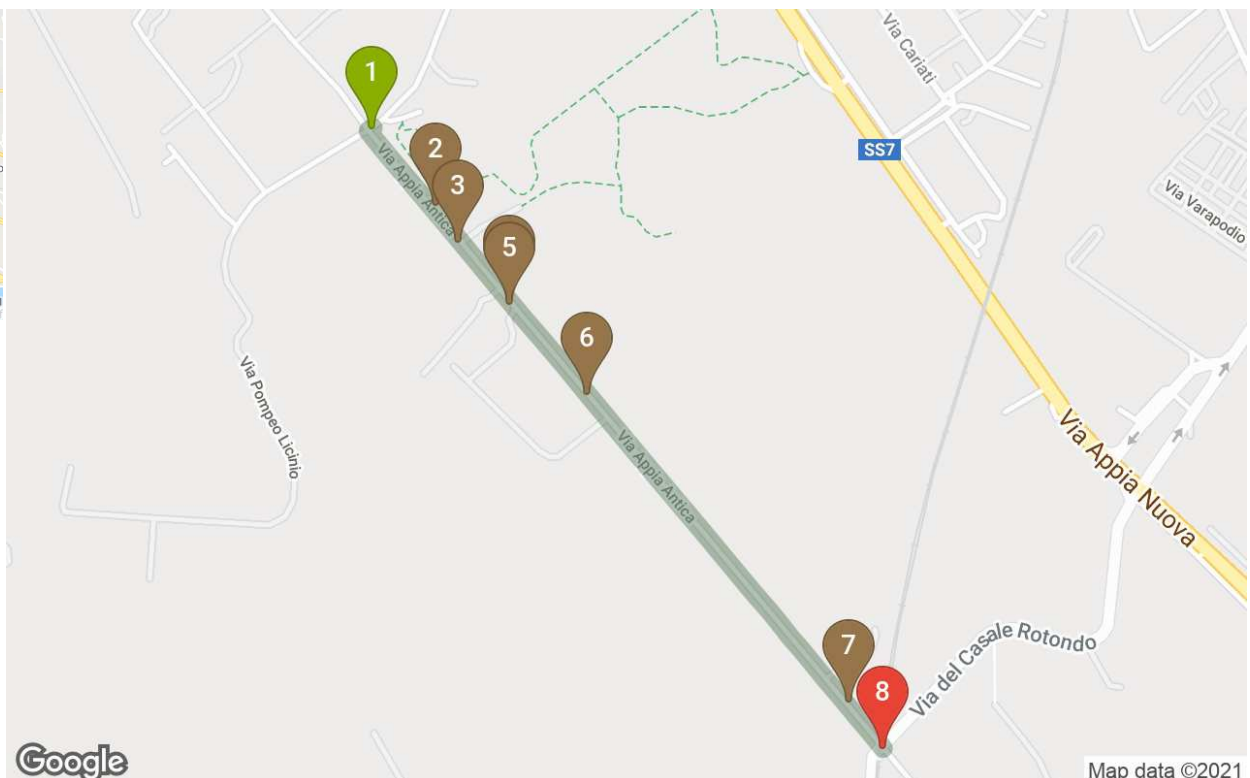 1
Via Cariati
SS7
2
Via Appia Antica
3
Via Varapodio
5
6
Via Pompeo Licinio
Via Appia Antica
Via Appia Nuova
7
Via del Casale Rotondo
8
Google
Map data ©2021